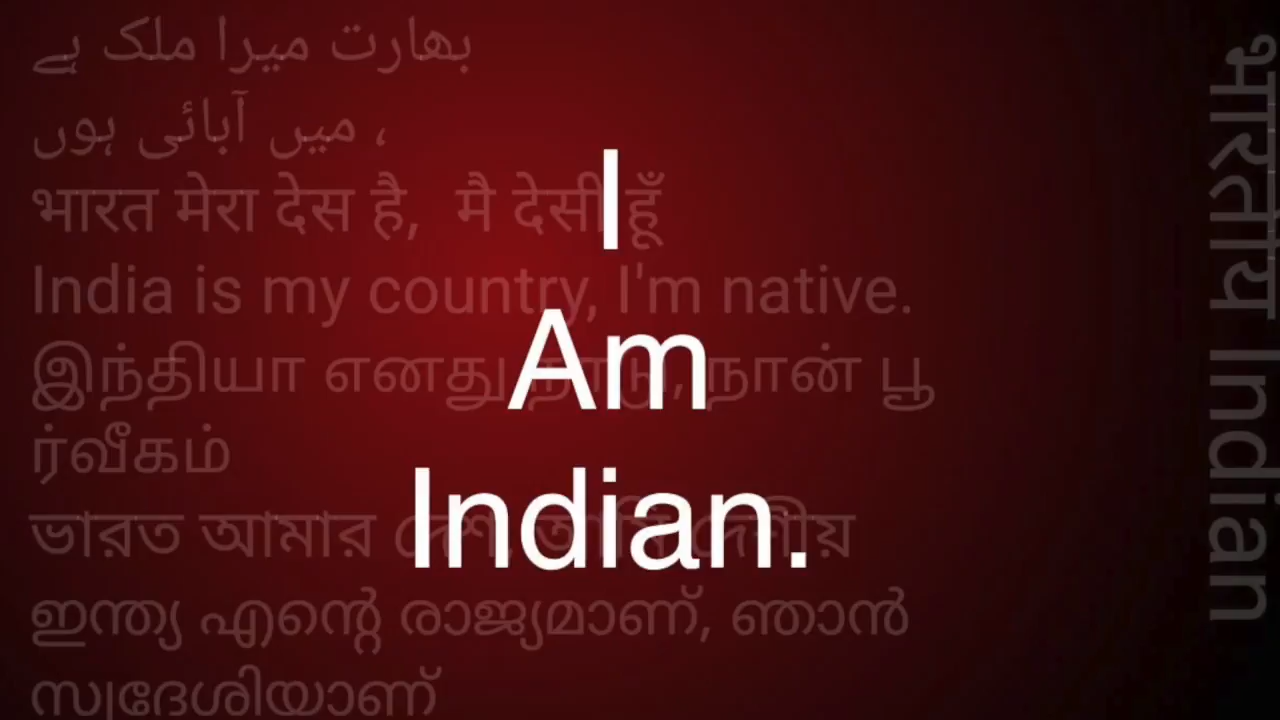 بھارت میرا ملک ہے
، میں آبائی ہوں
भारत मेरा देस है, मै देसी हूँ
India is my country, I'm native.
இந்தியா எனது நாடு, நான் பூ
ர்வீகம்
ভারত আমার দেশ, আমি দেশীয়
ഇന്ത്യ എന്റെ രാജ്യമാണ്, ഞാൻ
സ്വദേശിയാണ്
I
Am
Indian.
भारतीय Indian